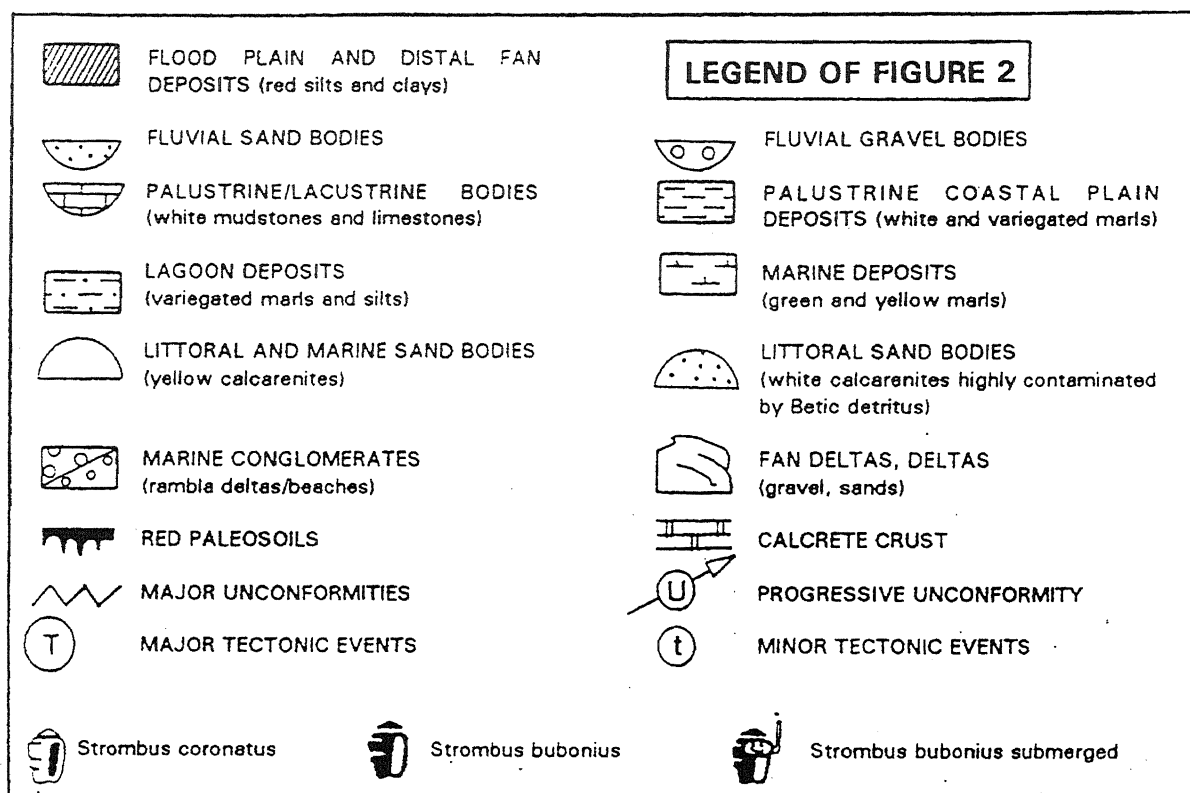 FLOOD PLAIN AND DISTAL FAN
DEPOSITS (red silts and clays)
LEGEND OF FIGURE 2
FLUVIAL SAND BODIES
FLUVIAL GRAVEL BODIES
PALUSTRINE/LACUSTRINE BODIES
(white mudstones and limestones)
PALUSTRINE COASTAL PLAIN
DEPOSITS (white and variegated marls)
LAGOON DEPOSITS
(variegated marls and silts)
MARINE DEPOSITS
(green and yellow marls)
LITTORAL AND MARINE SAND BODIES
(yellow calcarenites)
LITTORAL SAND BODIES
(white calcarenites highly contaminated
by Betic detritus)
MARINE CONGLOMERATES
(rambla deltas/beaches)
FAN DELTAS, DELTAS
(gravel, sands)
RED PALEOSOILS
CALCRETE CRUST
MAJOR UNCONFORMITIES
U
PROGRESSIVE UNCONFORMITY
T
MAJOR TECTONIC EVENTS
t
MINOR TECTONIC EVENTS
Strombus coronatus
Strombus bubonius
Strombus bubonius submerged